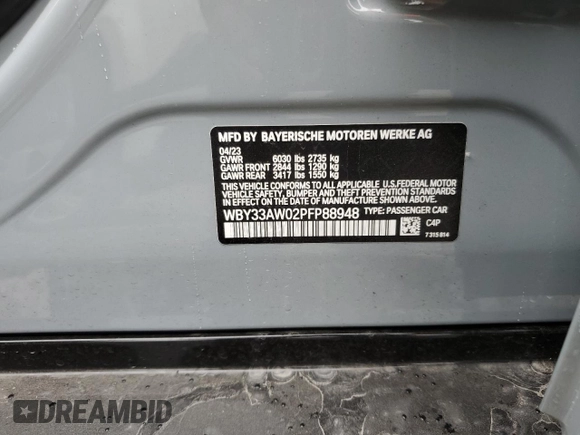 MFD BY BAYERISCHE MOTOREN WERKE AG
04/23
GVWR 6030 lbs 2735 kg
GAWR FRONT 2844 lbs 1290 kg
GAWR REAR 3417 lbs 1550 kg
THIS VEHICLE CONFORMS TO ALL APPLICABLE U.S.FEDERAL MOTOR
VEHICLE SAFETY, BUMPER, AND THEFT PREVENTION STANDARDS
IN EFFECT ON THE DATE OF MANUFACTURE SHOWN ABOVE.
WBY33AW02PFP88948 TYPE: PASSENGER CAR
C4P
7315914
DREAMBID